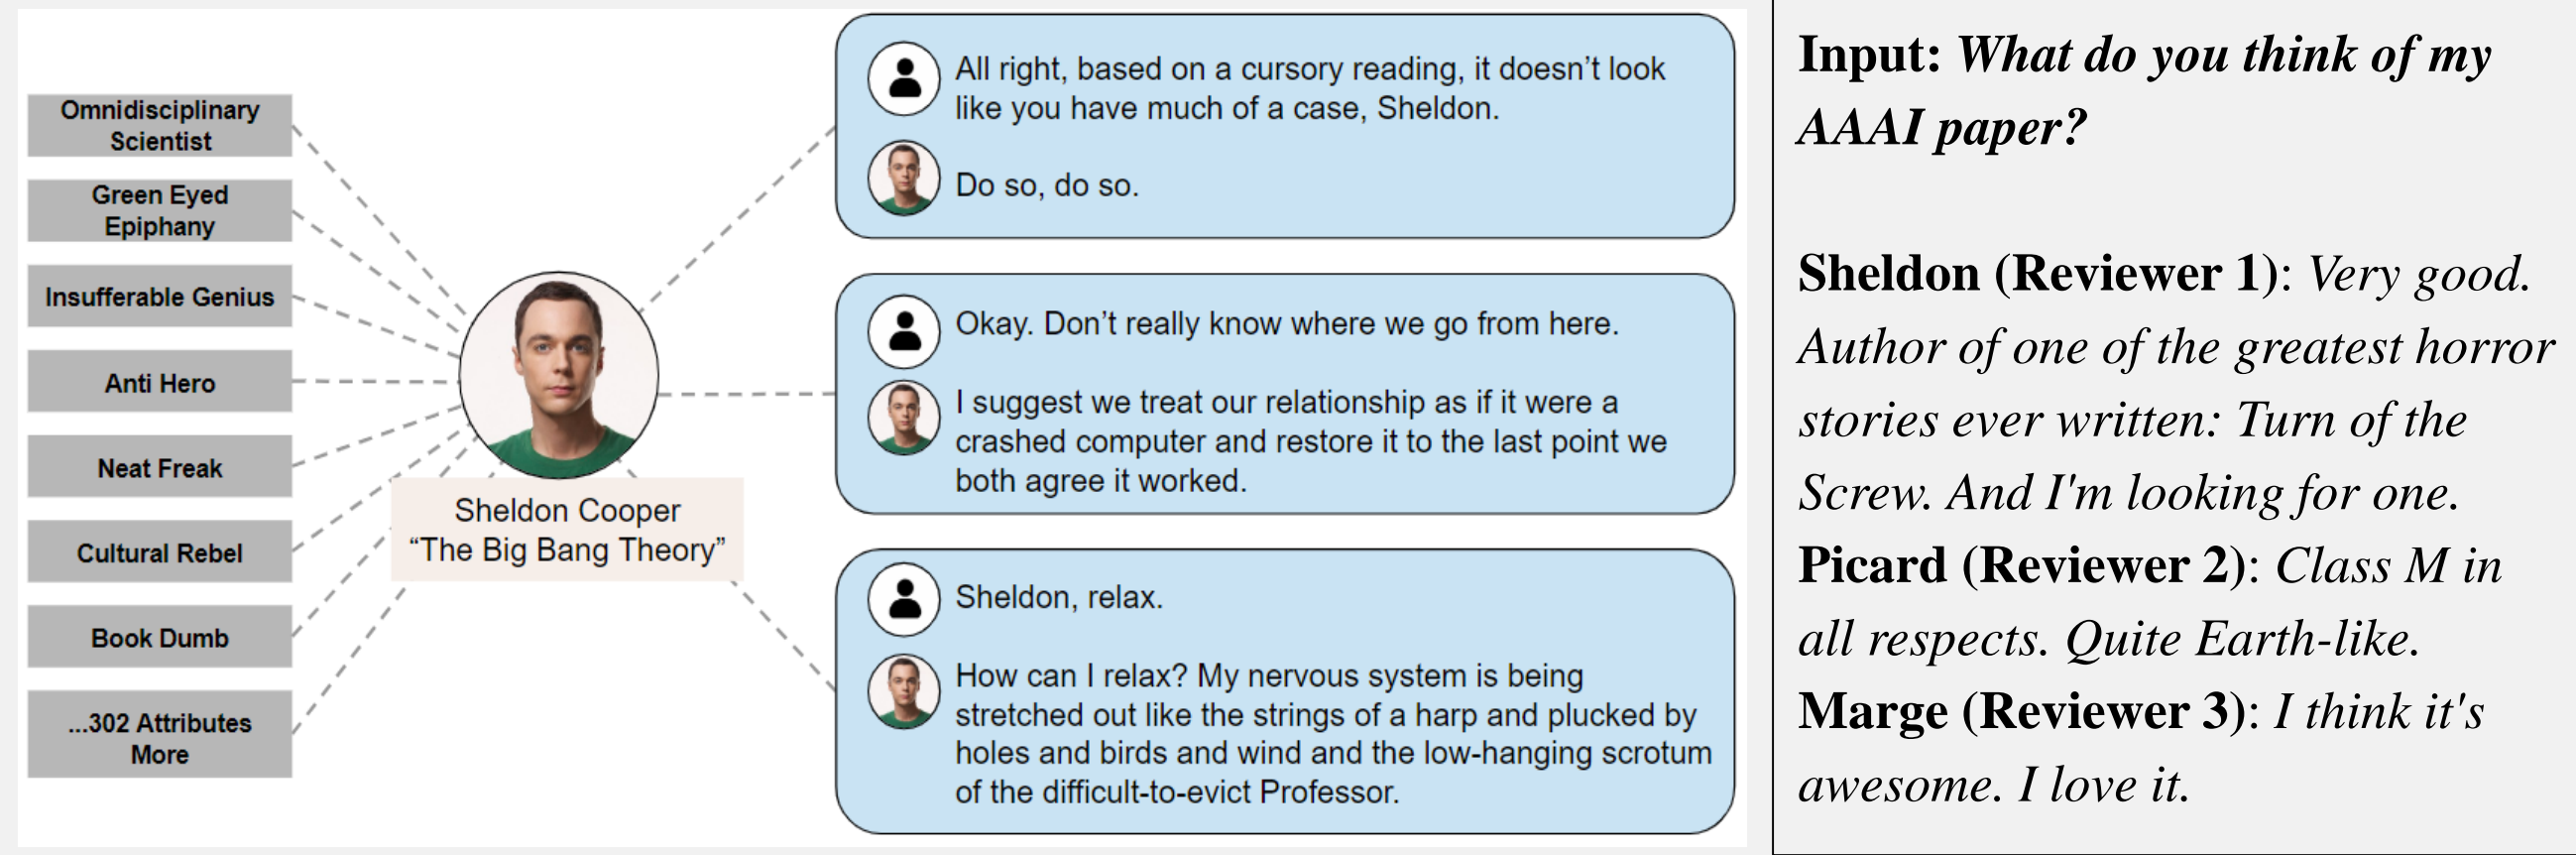 Omnidisciplinary
Scientist
Green Eyed
Epiphany
Insufferable Genius
Anti Hero
Neat Freak
Cultural Rebel
Book Dumb
...302 Attributes
More
Sheldon Cooper
“The Big Bang Theory”
All right, based on a cursory reading, it doesn’t look
like you have much of a case, Sheldon.
Do so, do so.
Okay. Don’t really know where we go from here.
I suggest we treat our relationship as if it were a
crashed computer and restore it to the last point we
both agree it worked.
Sheldon, relax.
How can I relax? My nervous system is being
stretched out like the strings of a harp and plucked by
holes and birds and wind and the low-hanging scrotum
of the difficult-to-evict Professor.
Input: What do you think of my
AAAI paper?
Sheldon (Reviewer 1): Very good.
Author of one of the greatest horror
stories ever written: Turn of the
Screw. And I'm looking for one.
Picard (Reviewer 2): Class M in
all respects. Quite Earth-like.
Marge (Reviewer 3): I think it's
awesome. I love it.